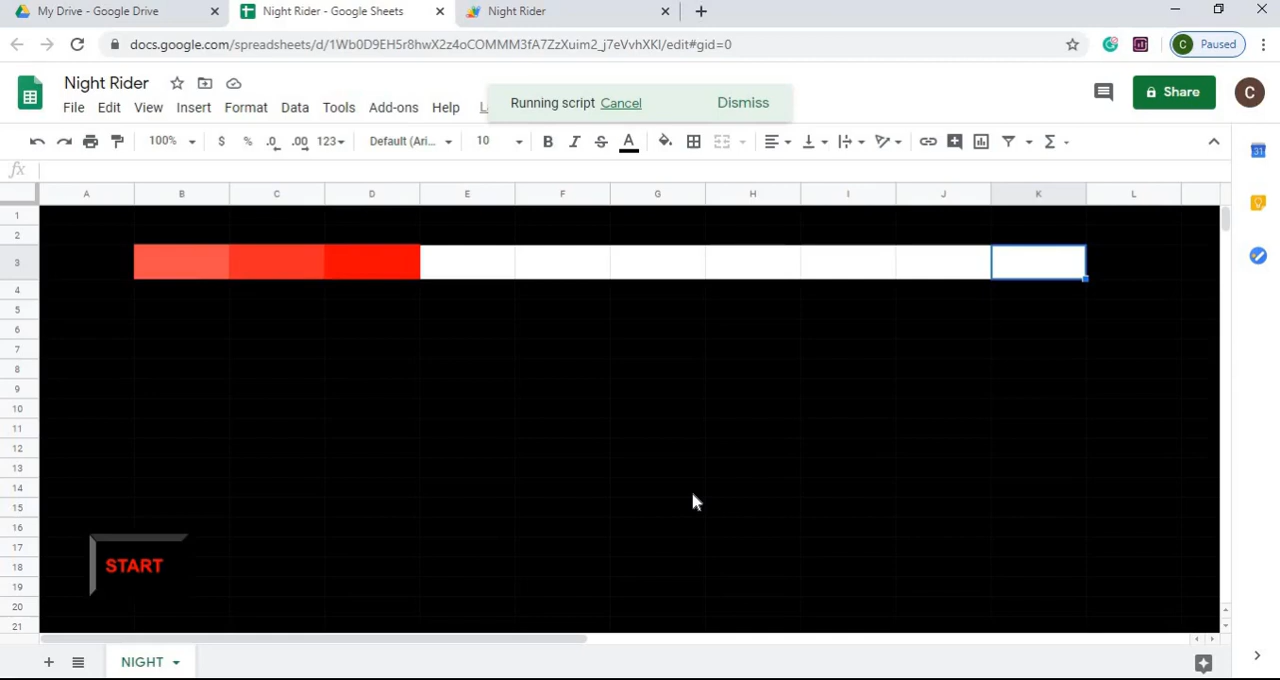 My Drive - Google Drive
Night Rider - Google Sheets
Night Rider
docs.google.com/spreadsheets/d/1Wb0D9EH5r8hwX2z4oCOMMM3fA7ZzXuim2_j7eVvhXKI/edit#gid=0
C Paused
Night Rider
File Edit View Insert Format Data Tools Add-ons Help
Running script Cancel Dismiss
Share
C
100% $ % .0 .00 123 Default (Ari... 10 B I S A
fx
31
A B C D E F G H I J K L
1
2
3
4
5
6
7
8
9
10
11
12
13
14
15
16
17
START
18
19
20
21
NIGHT